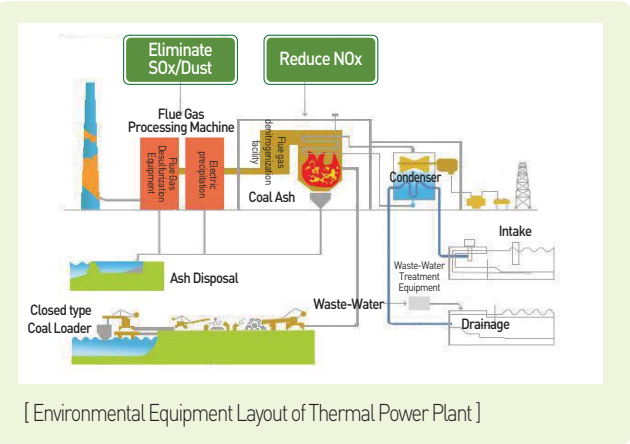 Eliminate
SOx/Dust
Reduce NOx
Flue Gas
Processing Machine
Flue Gas
Desulfurization
Equipment
Electric
precipitation
Flue gas
denitrogenization
facility
Coal Ash
Condenser
Intake
Ash Disposal
Waste-Water
Treatment
Equipment
Closed type
Coal Loader
Waste-Water
Drainage
[ Environmental Equipment Layout of Thermal Power Plant ]